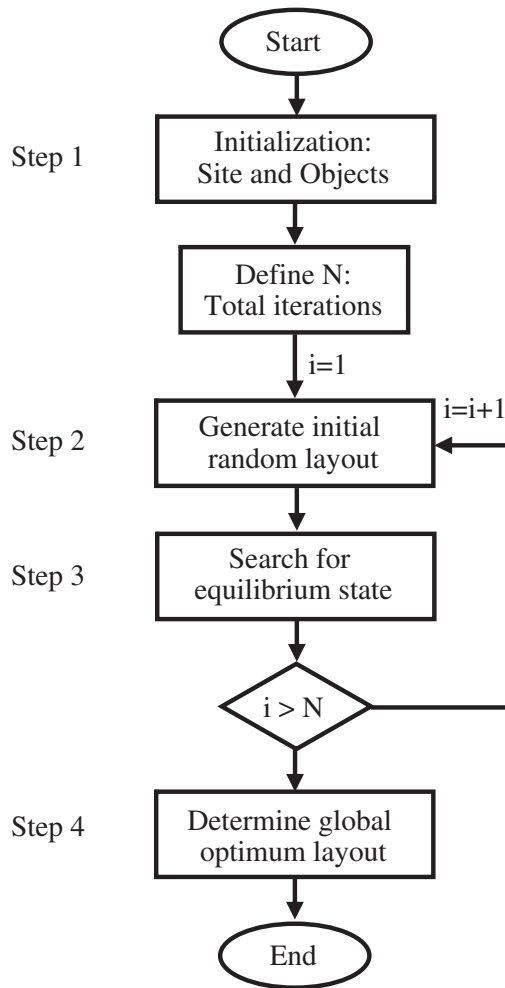 Start
Step 1
Initialization:
Site and Objects
Define N:
Total iterations
i=1
i=i+1
Step 2
Generate initial
random layout
Step 3
Search for
equilibrium state
i > N
Step 4
Determine global
optimum layout
End